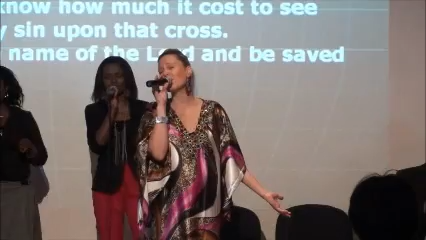 know how much it cost to see
sin upon that cross.
name of the Lord and be saved